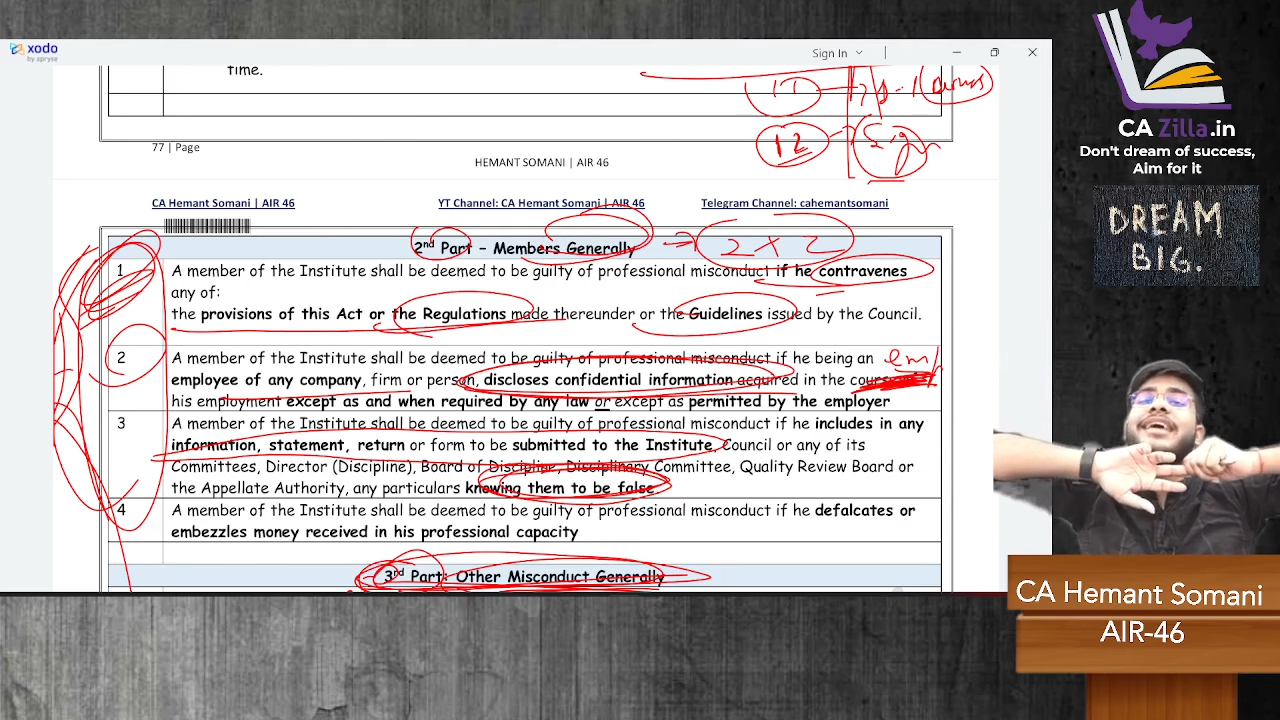 xodo
by apryse
Sign In
time.
12
77 | Page
HEMANT SOMANI | AIR 46
CA Hemant Somani | AIR 46
YT Channel: CA Hemant Somani | AIR 46
Telegram Channel: cahemantsomani
2nd Part – Members Generally
2 x 2
1
A member of the Institute shall be deemed to be guilty of professional misconduct if he contravenes
any of:
the provisions of this Act or the Regulations made thereunder or the Guidelines issued by the Council.
2
A member of the Institute shall be deemed to be guilty of professional misconduct if he being an
employee of any company, firm or person, discloses confidential information acquired in the
his employment except as and when required by any law or except as permitted by the employer
3
A member of the Institute shall be deemed to be guilty of professional misconduct if he includes in any
information, statement, return or form to be submitted to the Institute, Council or any of its
Committees, Director (Discipline), Board of Discipline, Disciplinary Committee, Quality Review Board or
the Appellate Authority, any particulars knowing them to be false
4
A member of the Institute shall be deemed to be guilty of professional misconduct if he defalcates or
embezzles money received in his professional capacity
3rd Part: Other Misconduct Generally
CA Zilla.in
Don't dream of success,
Aim for it
DREAM
BIG.
CA Hemant Somani
AIR-46